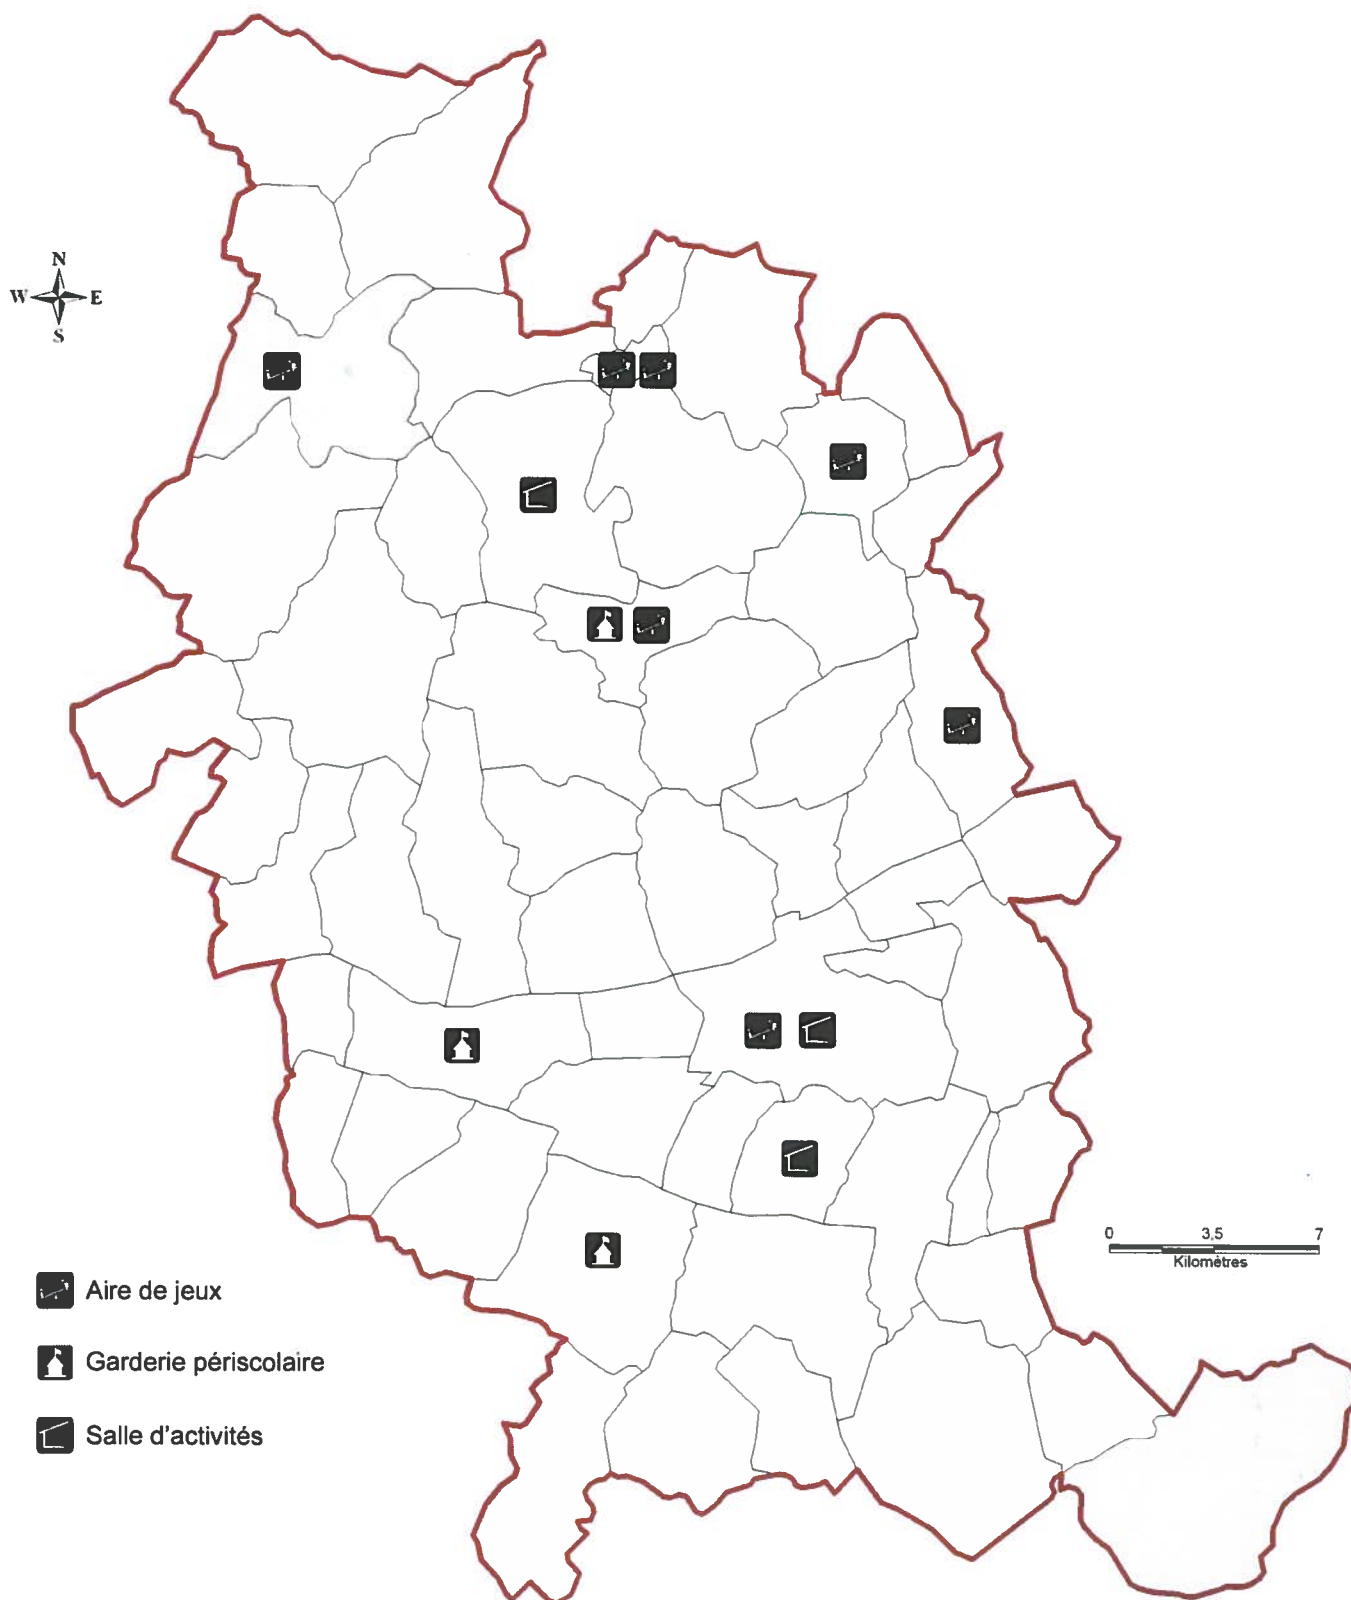 N
W E
S
0 3,5 7
Kilomètres
Aire de jeux
Garderie périscolaire
Salle d'activités